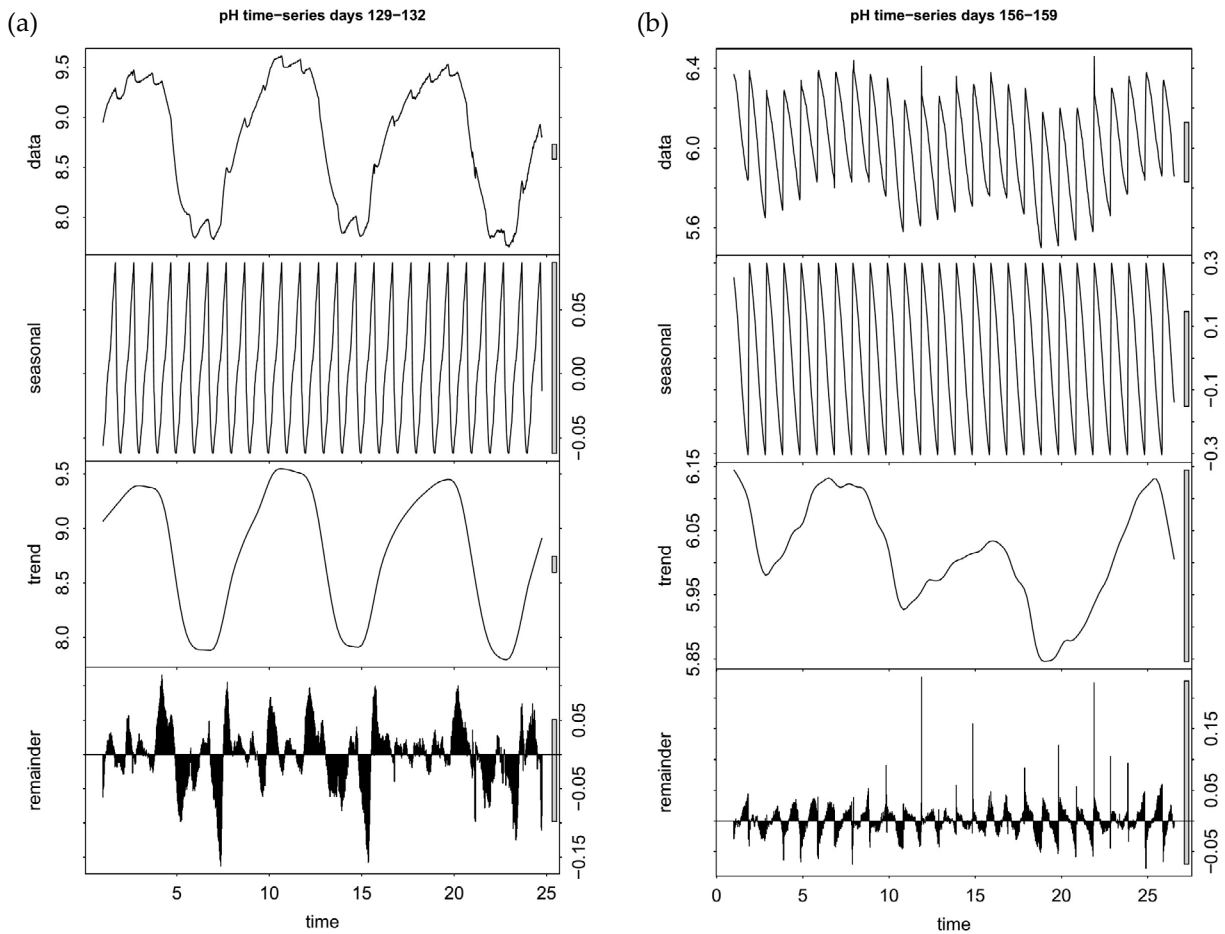 (a)
pH time−series days 129−132
data
8.0 8.5 9.0 9.5
seasonal
−0.05 0.00 0.05
trend
8.0 8.5 9.0 9.5
remainder
−0.15 −0.05 0.05
5 10 15 20 25
time
(b)
pH time−series days 156−159
data
5.6 6.0 6.4
seasonal
−0.3 −0.1 0.1 0.3
trend
5.85 5.95 6.05 6.15
remainder
−0.05 0.05 0.15
0 5 10 15 20 25
time